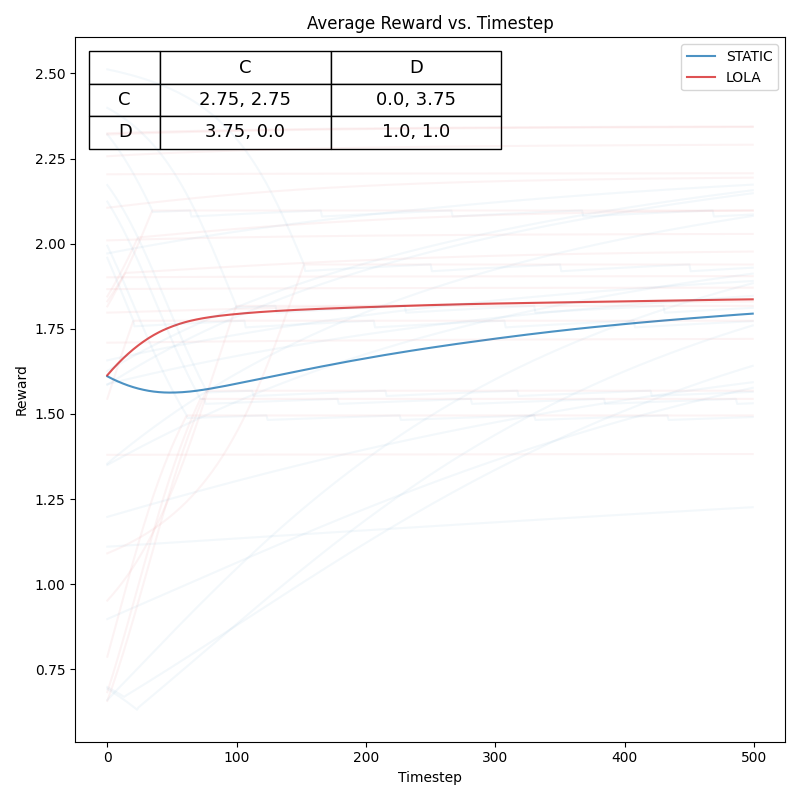 Average Reward vs. Timestep
STATIC
LOLA
C D
C 2.75, 2.75 0.0, 3.75
D 3.75, 0.0 1.0, 1.0
Reward
2.50
2.25
2.00
1.75
1.50
1.25
1.00
0.75
0 100 200 300 400 500
Timestep